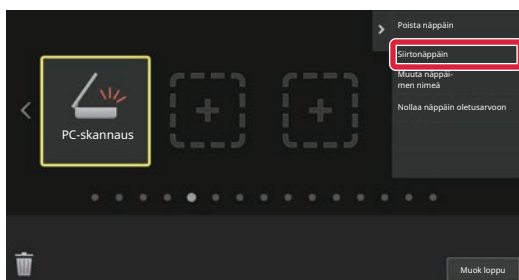 Poista näppäin
Siirtonäppäin
Muuta näppäi-
men nimeä
Nollaa näppäin oletusarvoon
PC-skannaus
Muok loppu